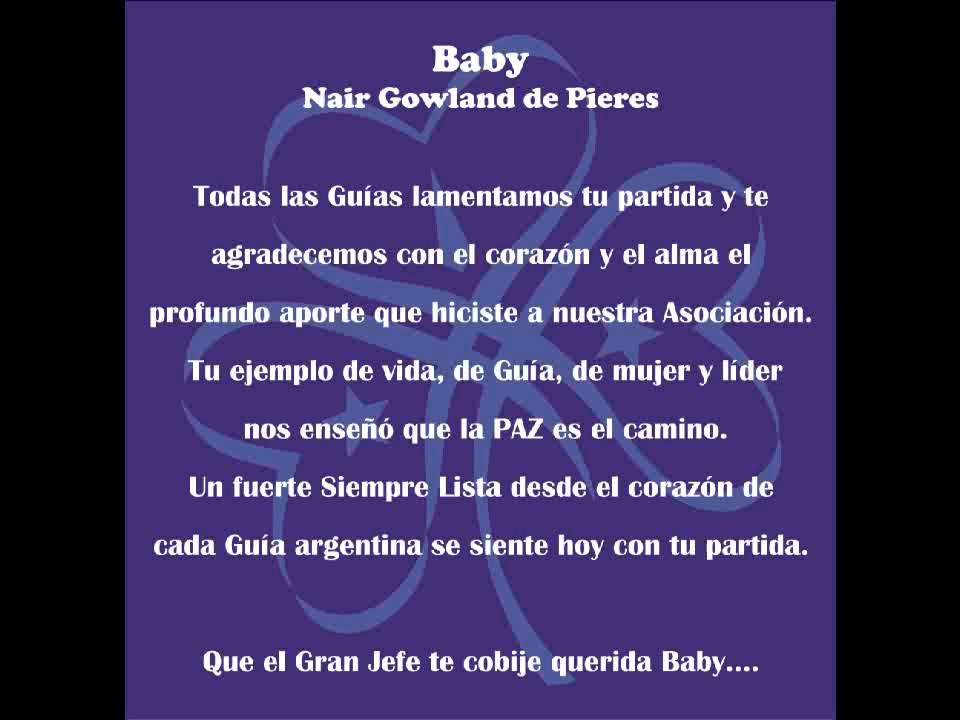 Baby
Nair Gowland de Pieres
Todas las Guías lamentamos tu partida y te
agradecemos con el corazón y el alma el
profundo aporte que hiciste a nuestra Asociación.
Tu ejemplo de vida, de Guía, de mujer y líder
nos enseñó que la PAZ es el camino.
Un fuerte Siempre Lista desde el corazón de
cada Guía argentina se siente hoy con tu partida.
Que el Gran Jefe te cobije querida Baby....